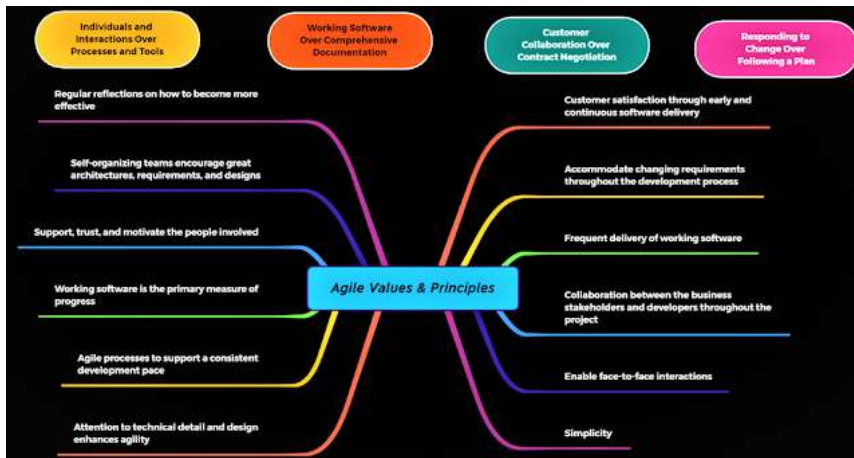 Individuals and
Interactions Over
Processes and Tools
Working Software
Over Comprehensive
Documentation
Customer
Collaboration Over
Contract Negotiation
Responding to
Change Over
Following a Plan
Regular reflections on how to become more
effective
Self-organizing teams encourage great
architectures, requirements, and designs
Support, trust, and motivate the people involved
Working software is the primary measure of
progress
Agile processes to support a consistent
development pace
Attention to technical detail and design
enhances agility
Agile Values & Principles
Customer satisfaction through early and
continuous software delivery
Accommodate changing requirements
throughout the development process
Frequent delivery of working software
Collaboration between the business
stakeholders and developers throughout the
project
Enable face-to-face interactions
Simplicity